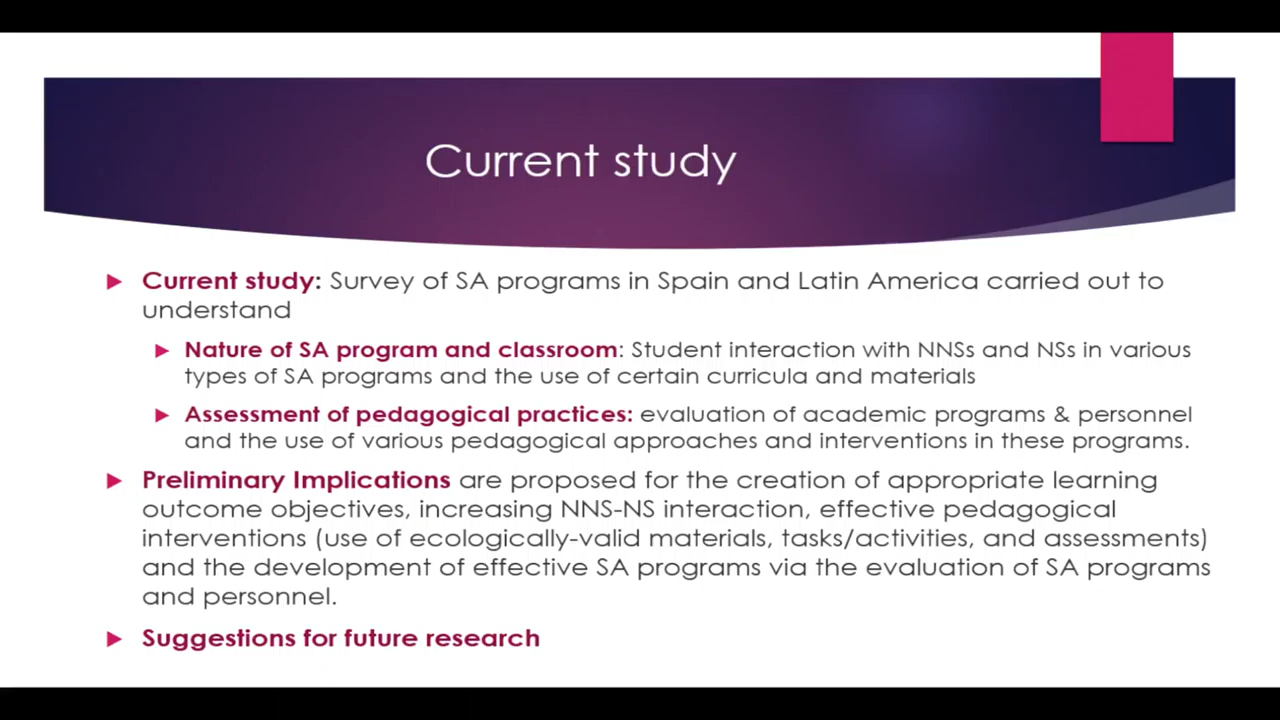 Current study
Current study: Survey of SA programs in Spain and Latin America carried out to
understand
Nature of SA program and classroom: Student interaction with NNSs and NSs in various
types of SA programs and the use of certain curricula and materials
Assessment of pedagogical practices: evaluation of academic programs & personnel
and the use of various pedagogical approaches and interventions in these programs.
Preliminary Implications are proposed for the creation of appropriate learning
outcome objectives, increasing NNS-NS interaction, effective pedagogical
interventions (use of ecologically-valid materials, tasks/activities, and assessments)
and the development of effective SA programs via the evaluation of SA programs
and personnel.
Suggestions for future research